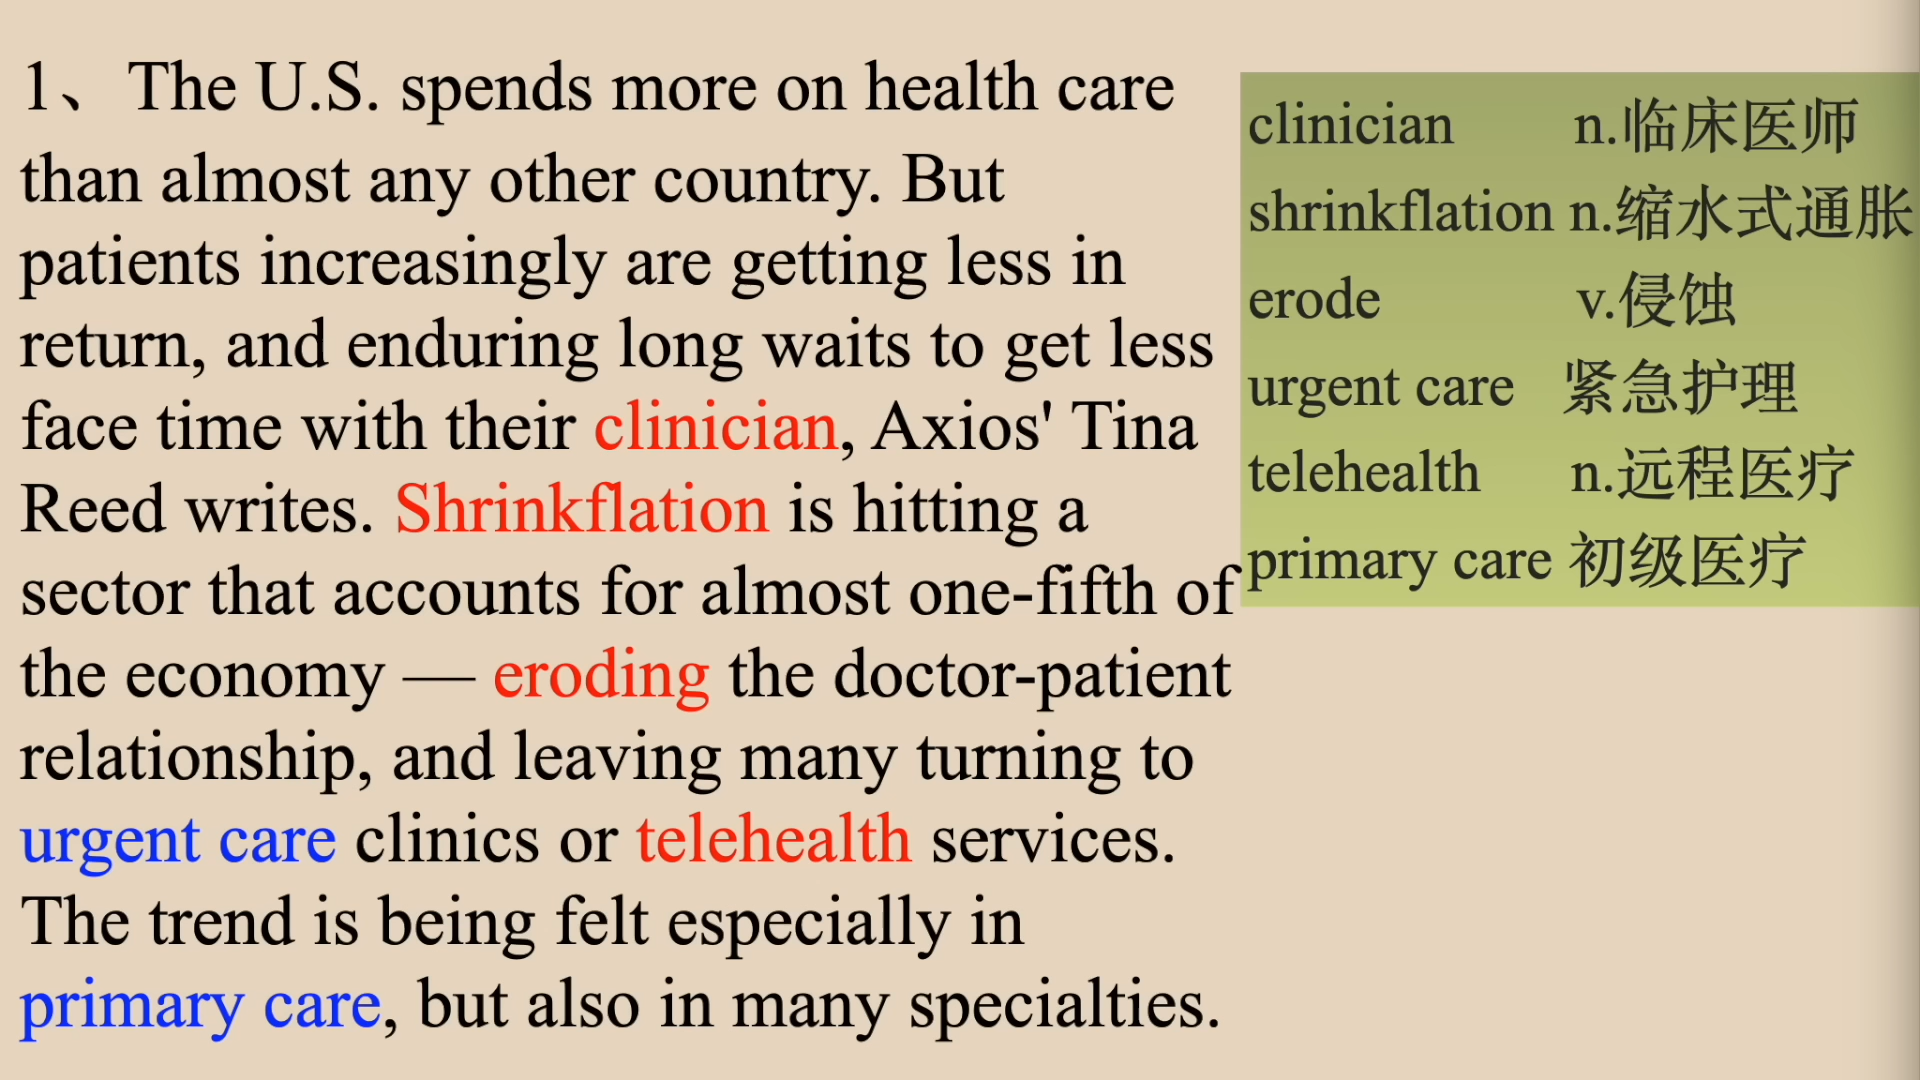 1、The U.S. spends more on health care
than almost any other country. But
patients increasingly are getting less in
return, and enduring long waits to get less
face time with their clinician, Axios' Tina
Reed writes. Shrinkflation is hitting a
sector that accounts for almost one-fifth of
the economy — eroding the doctor-patient
relationship, and leaving many turning to
urgent care clinics or telehealth services.
The trend is being felt especially in
primary care, but also in many specialties.
clinician n.临床医师
shrinkflation n.缩水式通胀
erode v.侵蚀
urgent care 紧急护理
telehealth n.远程医疗
primary care 初级医疗